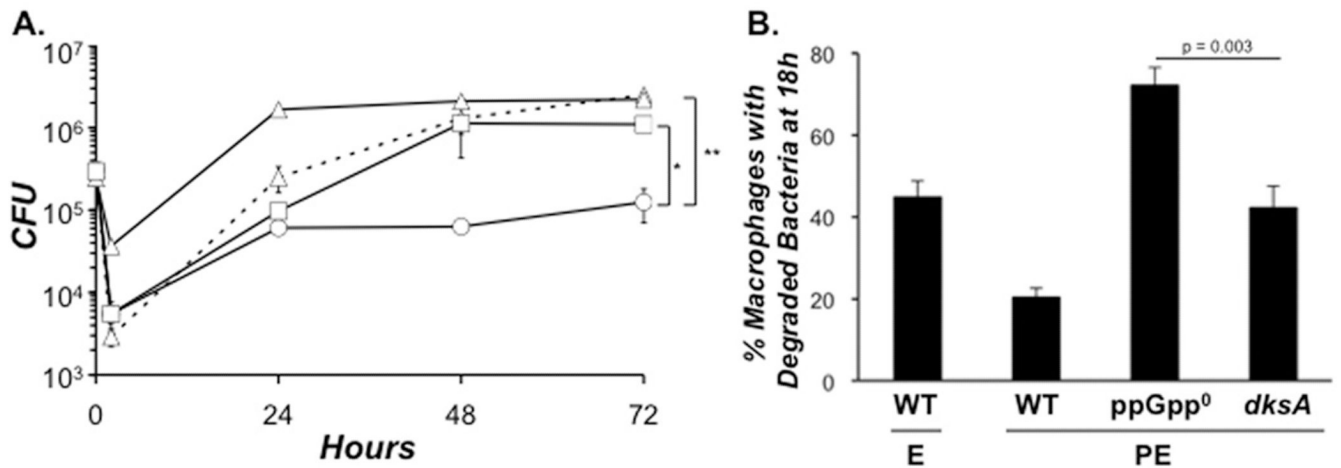 A.
CFU
10⁷
10⁶
10⁵
10⁴
10³
0 24 48 72
Hours
*
**
B.
% Macrophages with
Degraded Bacteria at 18h
80
60
40
20
0
p = 0.003
WT WT ppGpp⁰ dksA
E PE